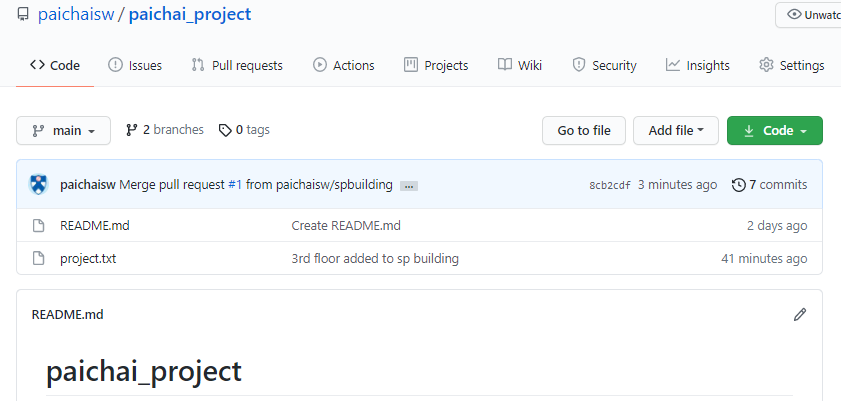 paichaisw / paichai_project
Unwatc
Code Issues Pull requests Actions Projects Wiki Security Insights Settings
main 2 branches 0 tags Go to file Add file Code
paichaisw Merge pull request #1 from paichaisw/spbuilding ... 8cb2cdf 3 minutes ago 7 commits
README.md Create README.md 2 days ago
project.txt 3rd floor added to sp building 41 minutes ago
README.md
paichai_project